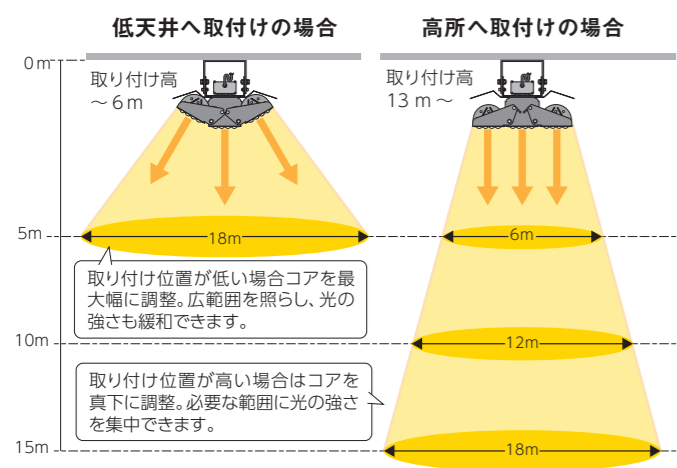 低天井へ取付けの場合
高所へ取付けの場合
0m
取り付け高
～6m
取り付け高
13m～
5m
18m
6m
取り付け位置が低い場合コアを最
大幅に調整。広範囲を照らし、光の
強さも緩和できます。
10m
12m
取り付け位置が高い場合はコアを
真下に調整。必要な範囲に光の強さ
を集中できます。
15m
18m